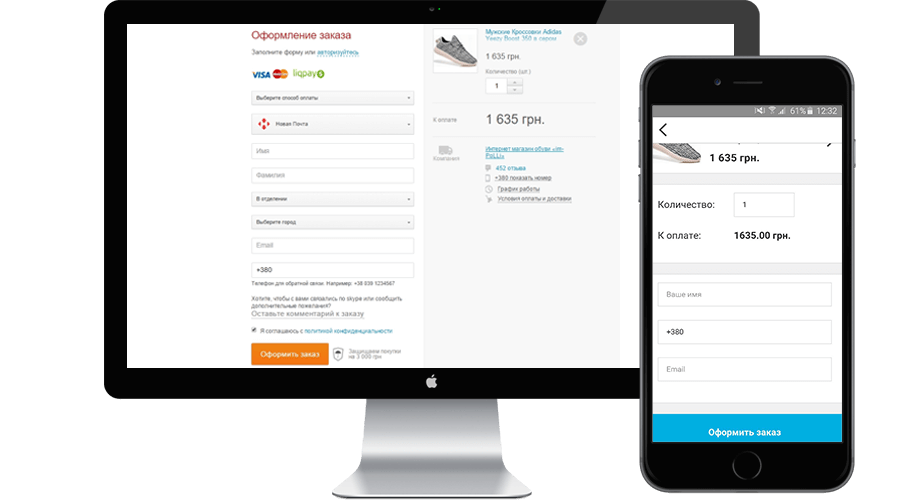 Оформление заказа
Заполните форму или авторизуйтесь
VISA MasterCard liqpay
Выберите способ оплаты
Новая Почта
Имя
Фамилия
В отделении
Выберите город
Email
+380
Телефон для обратной связи. Например: +38 039 1234567
Хотите, чтобы с вами связались по skype или сообщить
дополнительные пожелания?
Оставьте комментарий к заказу
Я соглашаюсь с политикой конфиденциальности
Оформить заказ
Защищаем покупки
на 3 000 грн
Мужские Кроссовки Adidas
Yeezy Boost 350 в сером
1 635 грн.
Количество (шт.)
1
К оплате
1 635 грн.
Компания
Интернет магазин обуви «im-
PoLLi»
452 отзыва
+380 показать номер
График работы
Условия оплаты и доставки
61% 12:32
1 635 грн.
Количество:
1
К оплате:
1635.00 грн.
Ваше имя
+380
Email
Оформить заказ